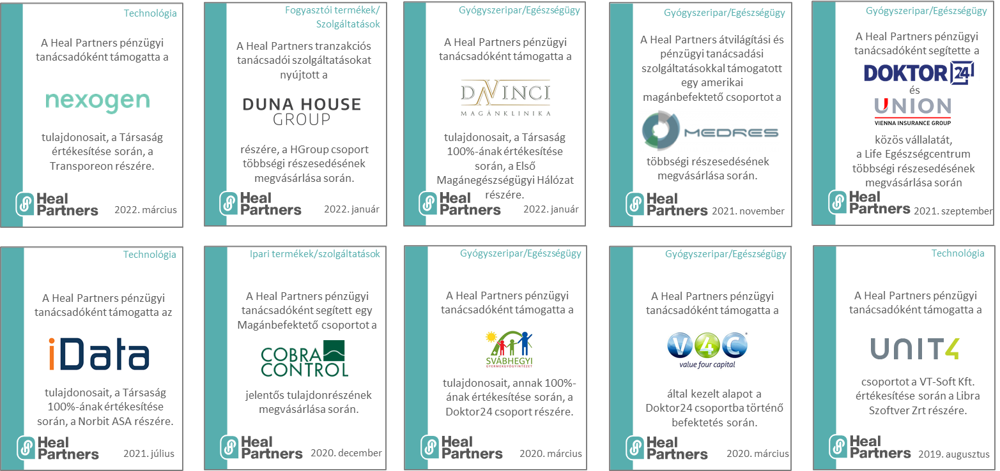 Technológia
A Heal Partners pénzügyi
tanácsadóként támogatta a
nexogen
tulajdonosait, a Társaság
értékesítése során, a
Transporeon részére.
Heal
Partners
2022. március
Fogyasztói termékek/
Szolgáltatások
A Heal Partners tranzakciós
tanácsadói szolgáltatásokat
nyújtott a
DUNA HOUSE
GROUP
részére, a HGroup csoport
többségi részesedésének
megvásárlása során.
Heal
Partners
2022. január
Gyógyszeripar/Egészségügy
A Heal Partners pénzügyi
tanácsadóként támogatta a
DAVINCI
MAGÁNKLINIKA
tulajdonosait, a Társaság
100%-ának értékesítése
során, a Első
Magánegészségügyi Hálózat
részére.
Heal
Partners
2022. január
Gyógyszeripar/Egészségügy
A Heal Partners átvilágítási és
pénzügyi tanácsadási
szolgáltatásokkal támogatott
egy amerikai
magánbefektető csoportot a
MEDRES
többségi részesedésének
megvásárlása során.
Heal
Partners
2021. november
Gyógyszeripar/Egészségügy
A Heal Partners pénzügyi
tanácsadóként segítette a
DOKTOR 24
és
UNION
VIENNA INSURANCE GROUP
közös vállalatát,
a Life Egészségcentrum
többségi részesedésének
megvásárlása során
Heal
Partners
2021. szeptember
Technológia
A Heal Partners pénzügyi
tanácsadóként támogatta az
iData
tulajdonosait, a Társaság
100%-ának értékesítése
során, a Norbit ASA részére.
Heal
Partners
2021. július
Ipari termékek/szolgáltatások
A Heal Partners pénzügyi
tanácsadóként segített egy
Magánbefektető csoportot a
COBRA
CONTROL
jelentős tulajdonrészének
megvásárlása során.
Heal
Partners
2020. december
Gyógyszeripar/Egészségügy
A Heal Partners pénzügyi
tanácsadóként támogatta a
SVÁBHEGYI
GYERMEKGYÓGYINTÉZET
tulajdonosait, annak 100%-
ának értékesítése során, a
Doktor24 csoport részére.
Heal
Partners
2020. március
Gyógyszeripar/Egészségügy
A Heal Partners pénzügyi
tanácsadóként támogatta a
V4C
value four capital
által kezelt alapot a
Doktor24 csoportba történő
befektetés során.
Heal
Partners
2020. március
Technológia
A Heal Partners pénzügyi
tanácsadóként támogatta a
UNIT4
csoportot a VT-Soft Kft.
értékesítése során a Libra
Szoftver Zrt részére.
Heal
Partners
2019. augusztus